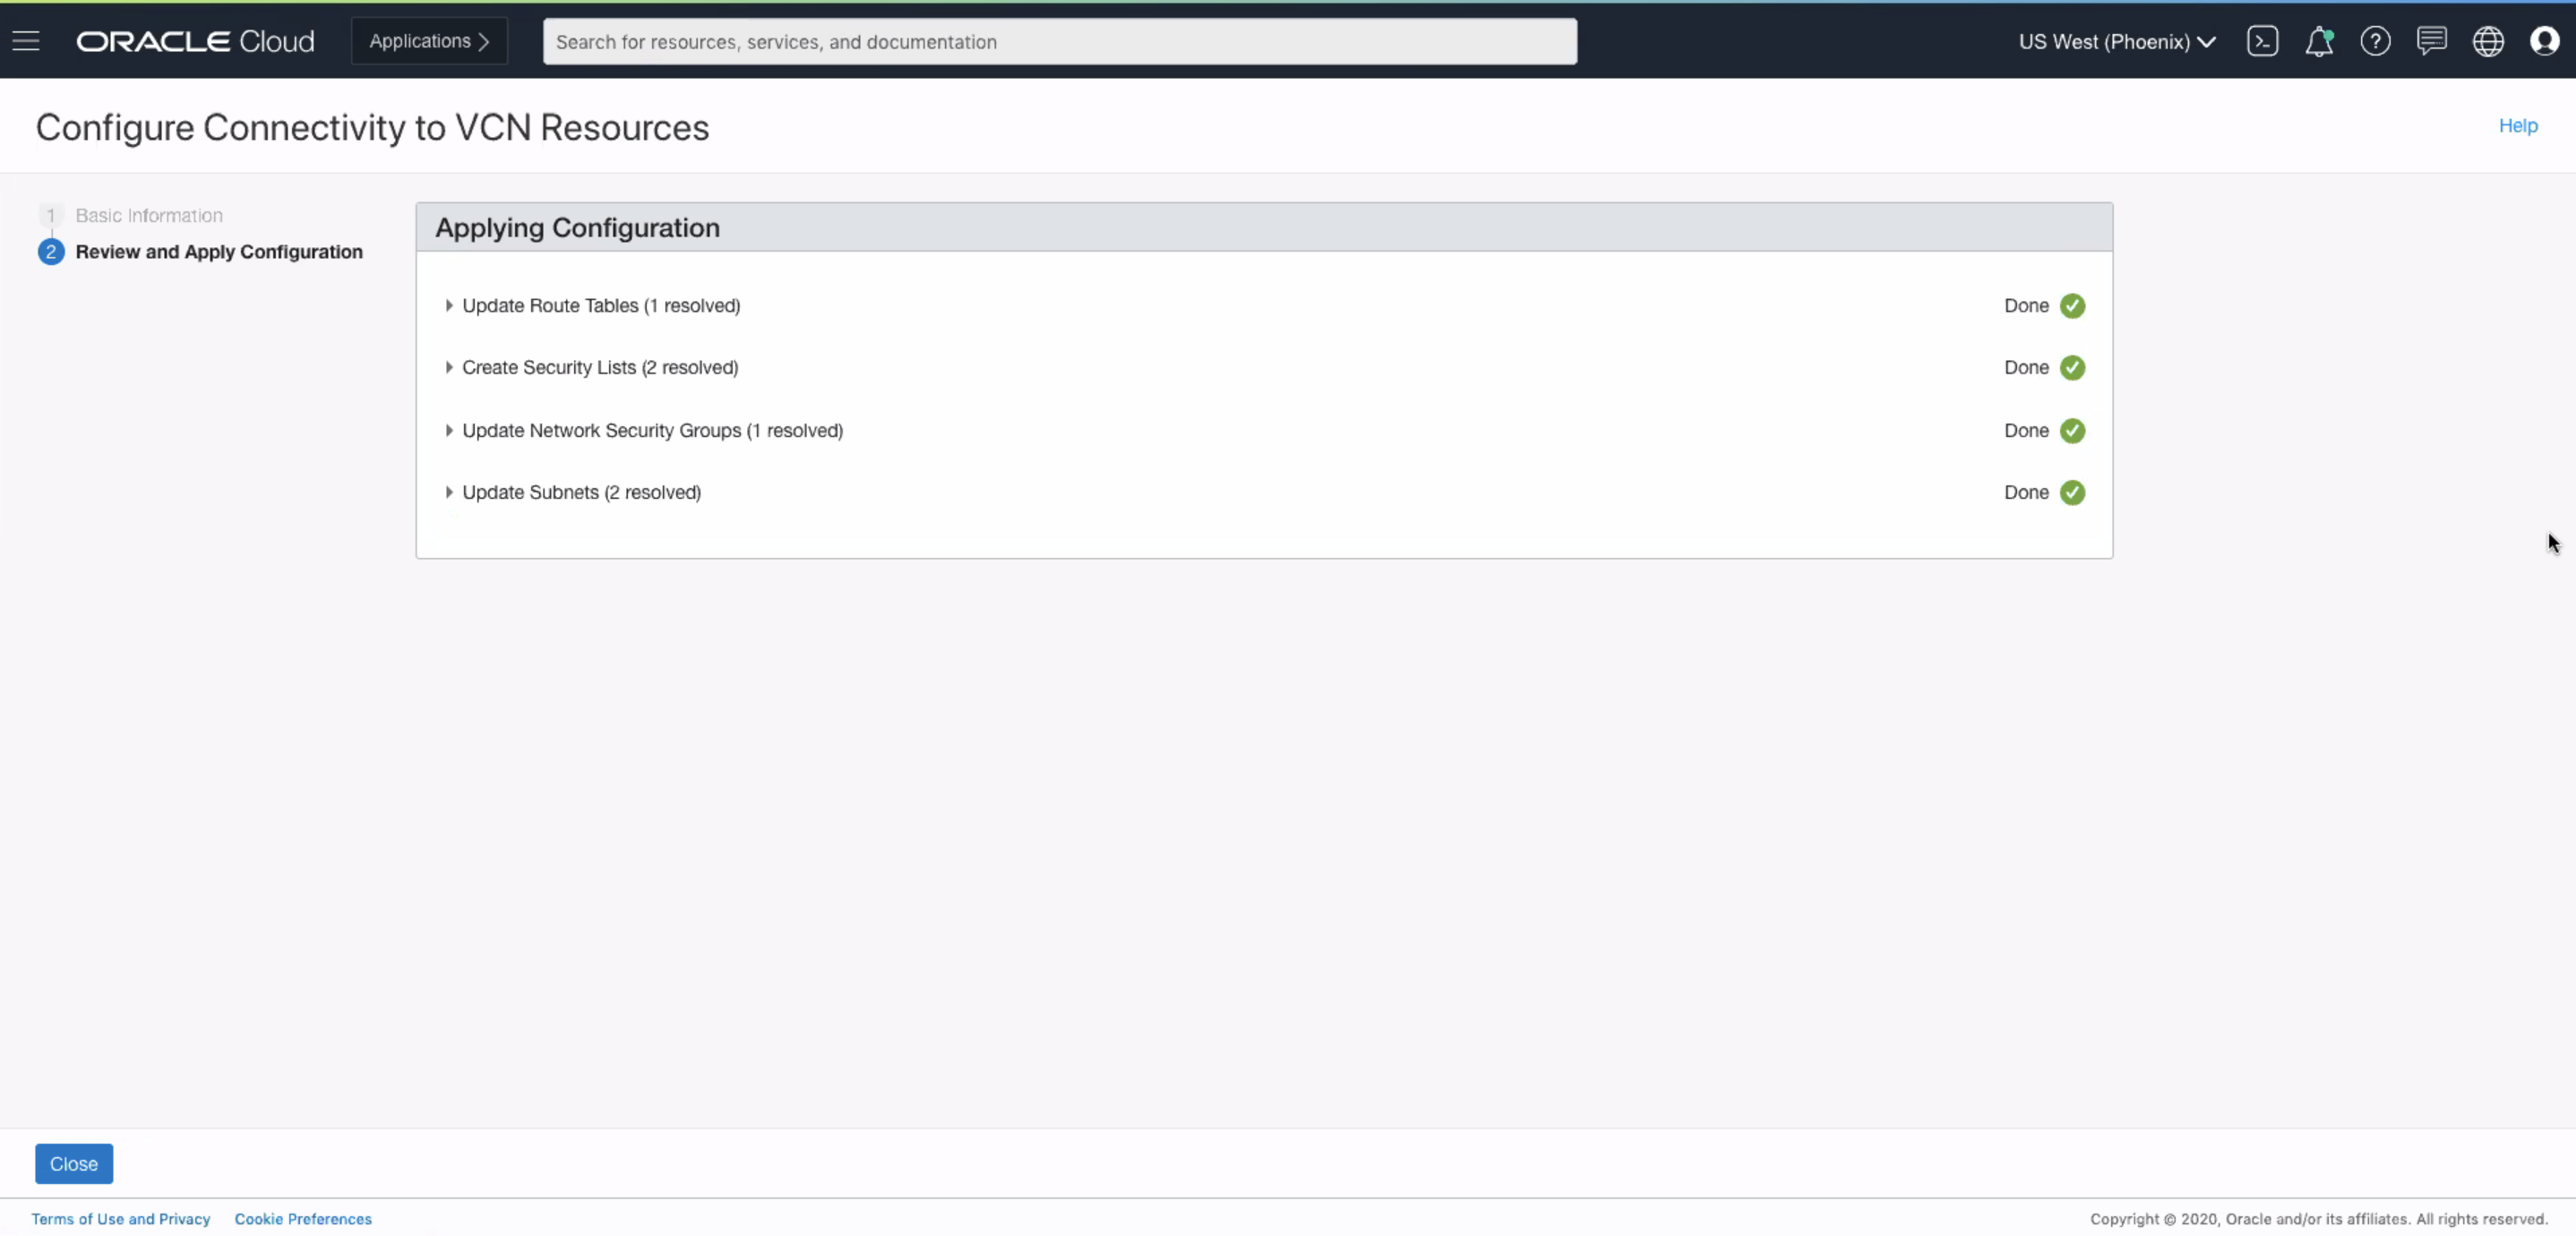 ORACLE Cloud
Applications
Search for resources, services, and documentation
US West (Phoenix)
Configure Connectivity to VCN Resources
Help
1 Basic Information
2 Review and Apply Configuration
Applying Configuration
Update Route Tables (1 resolved) Done
Create Security Lists (2 resolved) Done
Update Network Security Groups (1 resolved) Done
Update Subnets (2 resolved) Done
Close
Terms of Use and Privacy Cookie Preferences
Copyright © 2020, Oracle and/or its affiliates. All rights reserved.